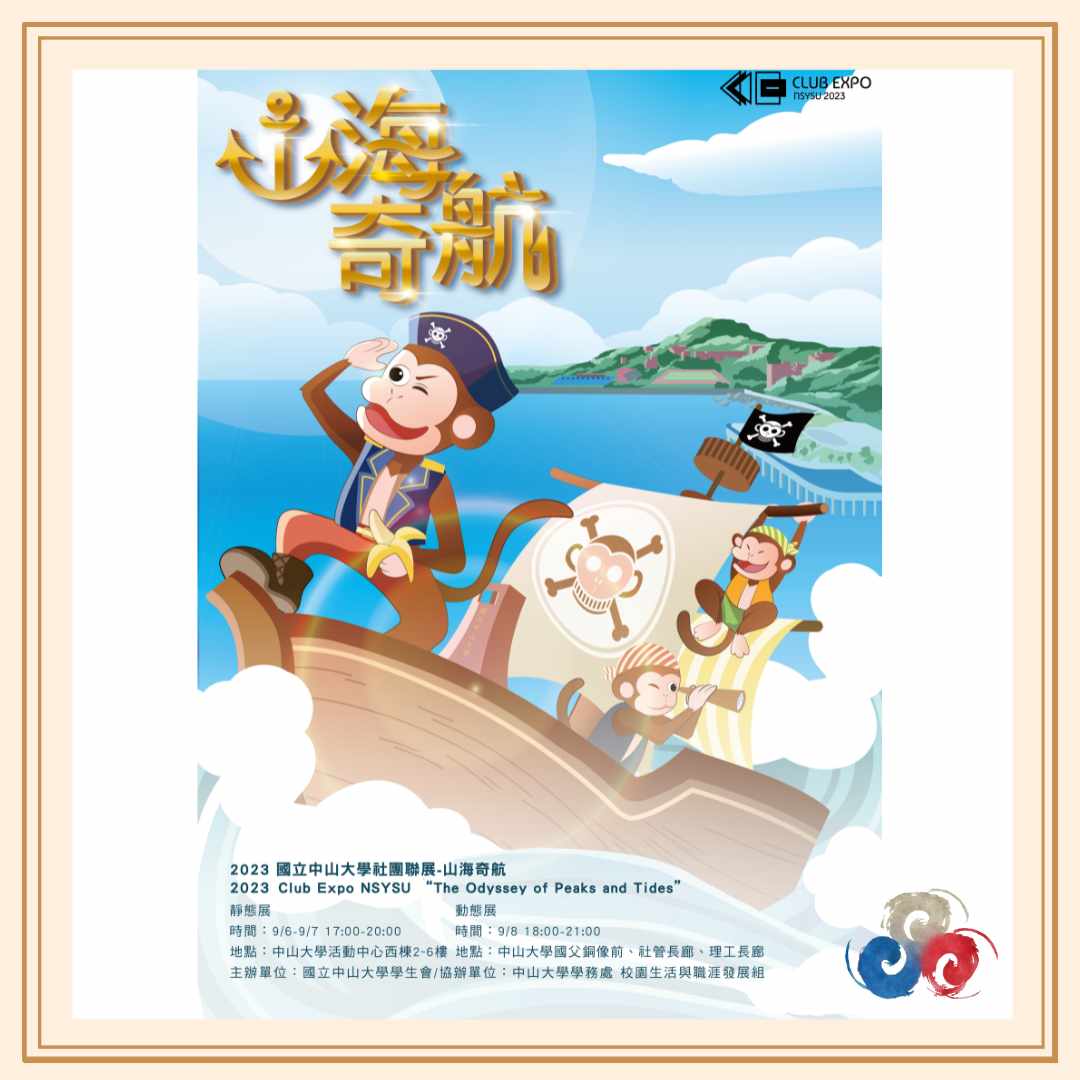 CLUB EXPO
NSYSU 2023
山海
奇航
2023 國立中山大學社團聯展-山海奇航
2023 Club Expo NSYSU “The Odyssey of Peaks and Tides”
靜態展 動態展
時間：9/6-9/7 17:00-20:00 時間：9/8 18:00-21:00
地點：中山大學活動中心西棟2-6樓 地點：中山大學國父銅像前、社管長廊、理工長廊
主辦單位：國立中山大學學生會/協辦單位：中山大學學務處 校園生活與職涯發展組